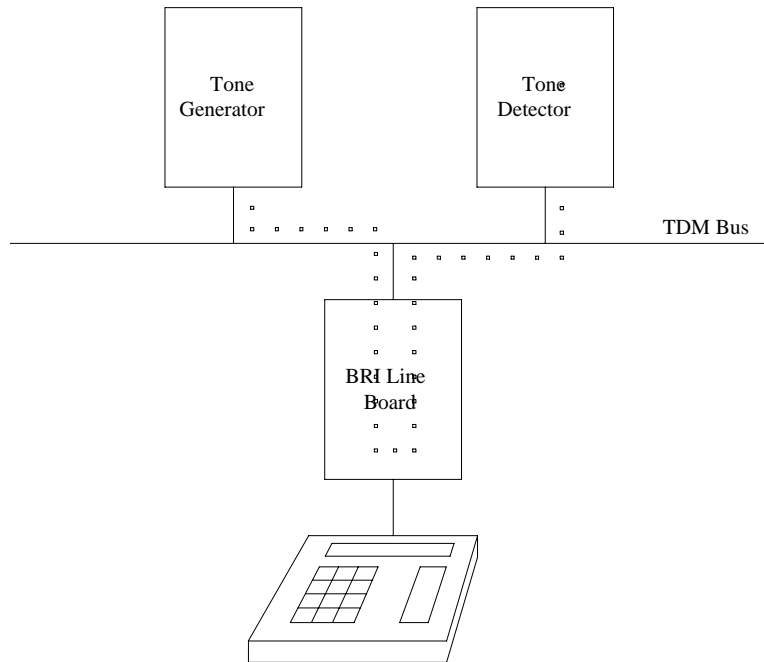 Tone
Generator
Tone
Detector
TDM Bus
BRI Line
Board